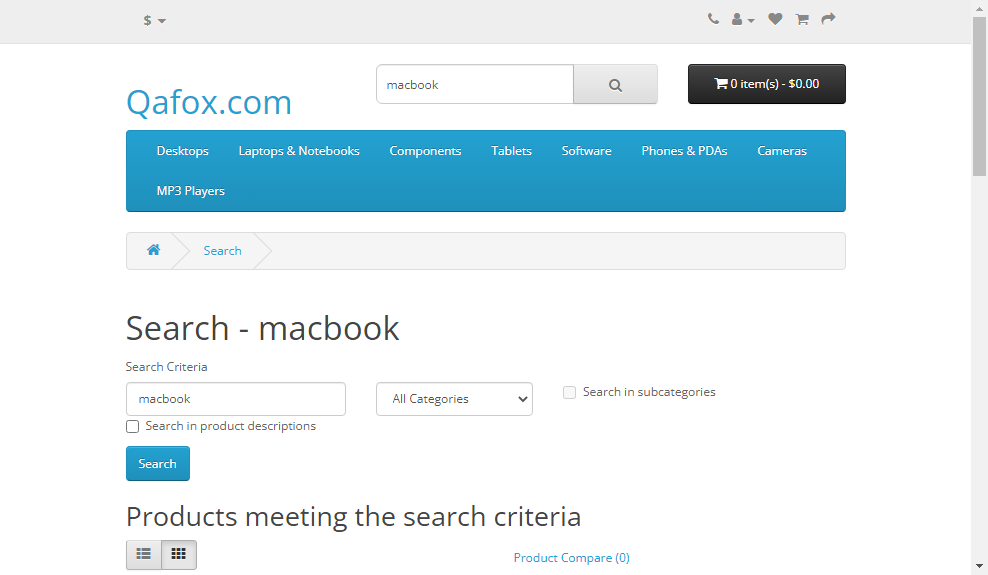 $
macbook
0 item(s) - $0.00
Qafox.com
Desktops Laptops & Notebooks Components Tablets Software Phones & PDAs Cameras
MP3 Players
Search
Search - macbook
Search Criteria
macbook All Categories Search in subcategories
Search in product descriptions
Search
Products meeting the search criteria
Product Compare (0)